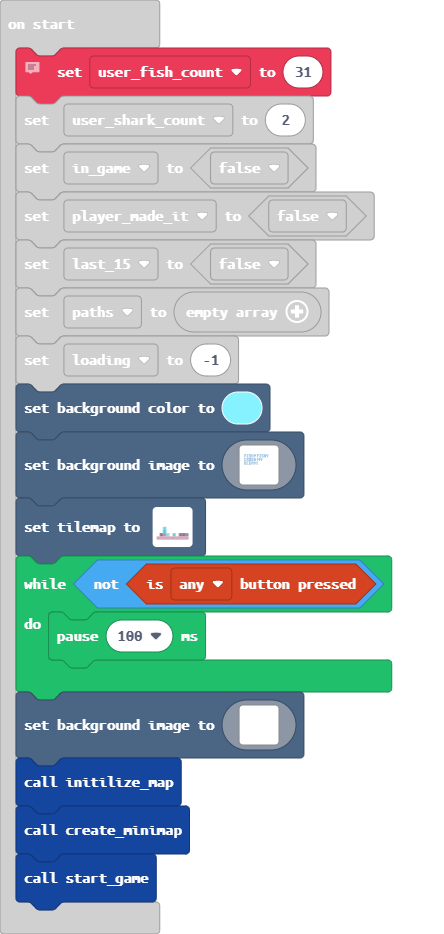 on start
set user_fish_count to 31
set user_shark_count to 2
set in_game to false
set player_made_it to false
set last_15 to false
set paths to empty array
set loading to -1
set background color to
set background image to
set tilemap to
while not is any button pressed
do
pause 100 ms
set background image to
call initilize_map
call create_minimap
call start_game